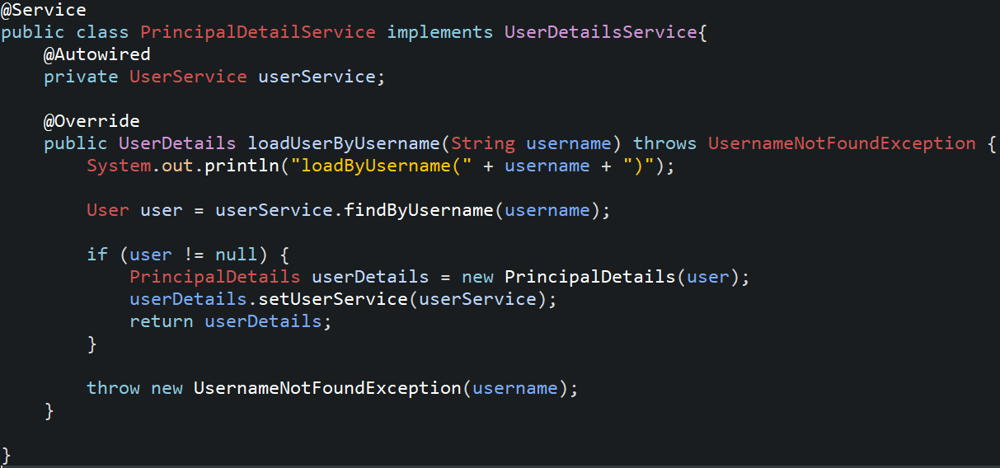 @Service
public class PrincipalDetailService implements UserDetailsService{
    @Autowired
    private UserService userService;

    @Override
    public UserDetails loadUserByUsername(String username) throws UsernameNotFoundException {
        System.out.println("loadByUsername(" + username + ")");

        User user = userService.findByUsername(username);

        if (user != null) {
            PrincipalDetails userDetails = new PrincipalDetails(user);
            userDetails.setUserService(userService);
            return userDetails;
        }

        throw new UsernameNotFoundException(username);
    }

}